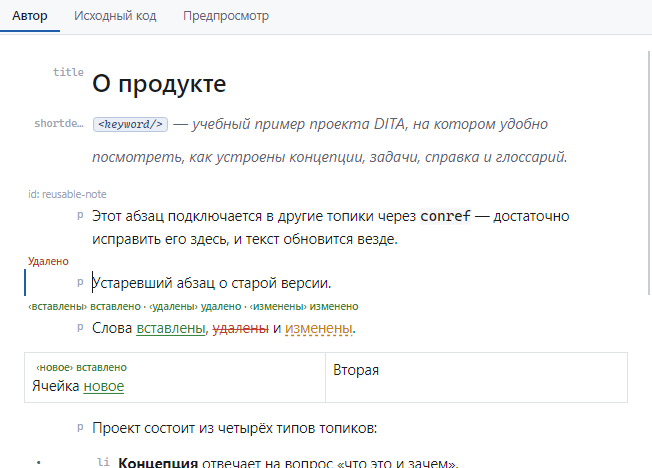 Автор Исходный код Предпросмотр
title О продукте
shortde… <keyword/> — учебный пример проекта DITA, на котором удобно
посмотреть, как устроены концепции, задачи, справка и глоссарий.
id: reusable-note
p Этот абзац подключается в другие топики через conref — достаточно
исправить его здесь, и текст обновится везде.
Удалено
p Устаревший абзац о старой версии.
‹вставлены› вставлено · ‹удалены› удалено · ‹изменены› изменено
p Слова вставлены, удалены и изменены.
‹новое› вставлено
Ячейка новое
Вторая
p Проект состоит из четырёх типов топиков:
• li Концепция отвечает на вопрос «что это и зачем».